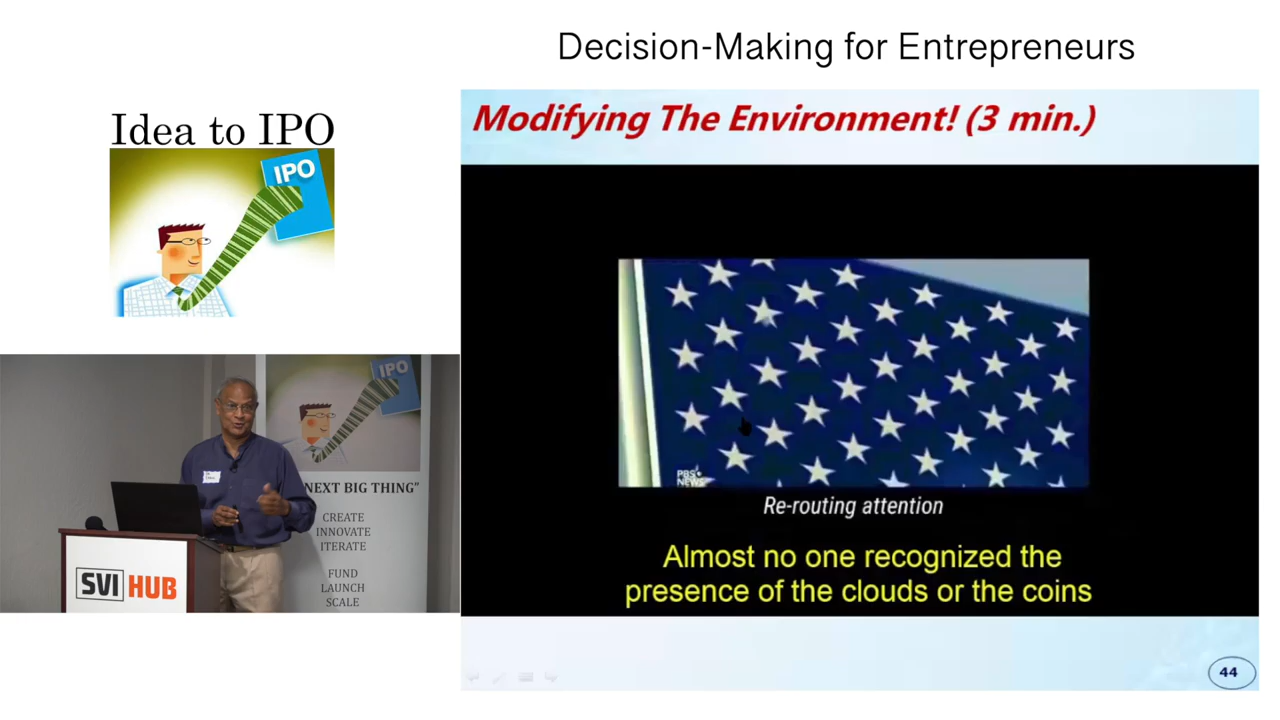 Decision-Making for Entrepreneurs
Idea to IPO
IPO
Modifying The Environment! (3 min.)
PBS
NEWS
Re-routing attention
Almost no one recognized the
presence of the clouds or the coins
44
IPO
NEXT BIG THING"
CREATE
INNOVATE
ITERATE
FUND
LAUNCH
SCALE
SVI HUB